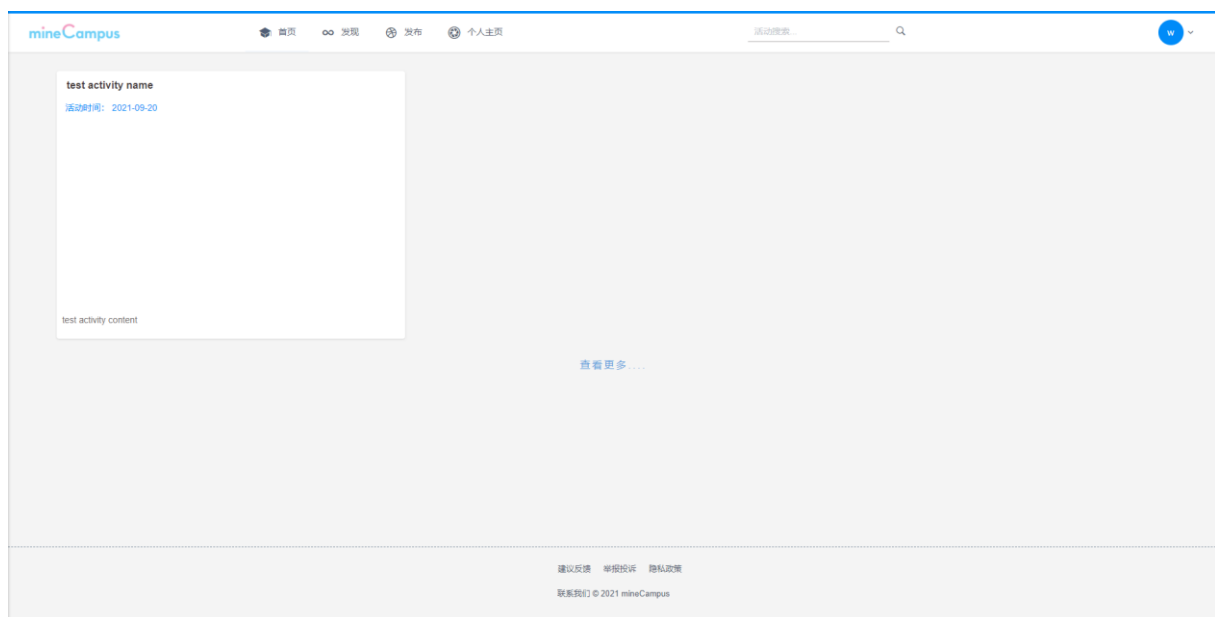 mineCampus 首页 发现 发布 个人主页 活动搜索... w
test activity name
活动时间： 2021-09-20
test activity content
查看更多....
建议反馈 举报投诉 隐私政策
联系我们 © 2021 mineCampus